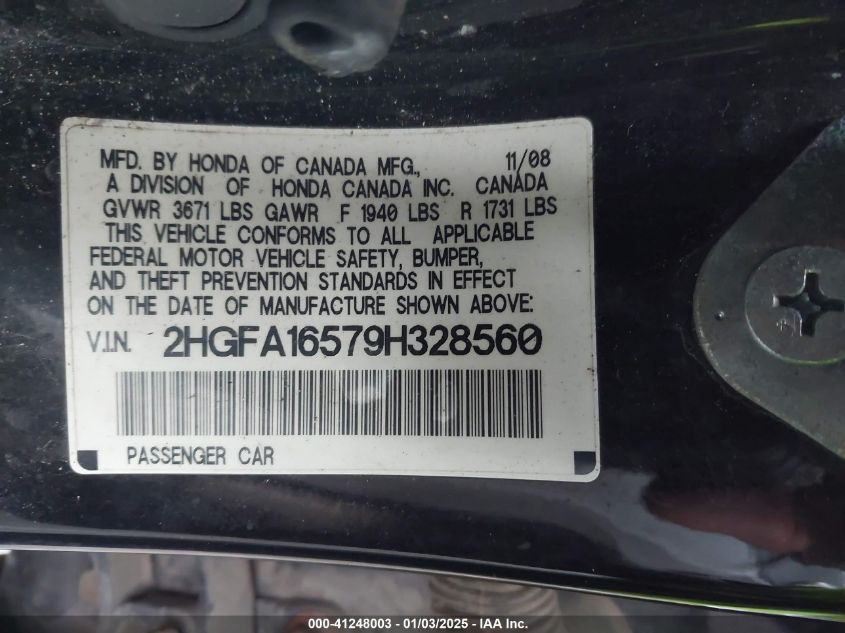 MFD. BY HONDA OF CANADA MFG., 11/08
A DIVISION OF HONDA CANADA INC. CANADA
GVWR 3671 LBS GAWR F 1940 LBS R 1731 LBS
THIS VEHICLE CONFORMS TO ALL APPLICABLE
FEDERAL MOTOR VEHICLE SAFETY, BUMPER,
AND THEFT PREVENTION STANDARDS IN EFFECT
ON THE DATE OF MANUFACTURE SHOWN ABOVE:
V.I.N. 2HGFA16579H328560
PASSENGER CAR
000-41248003 - 01/03/2025 - IAA Inc.